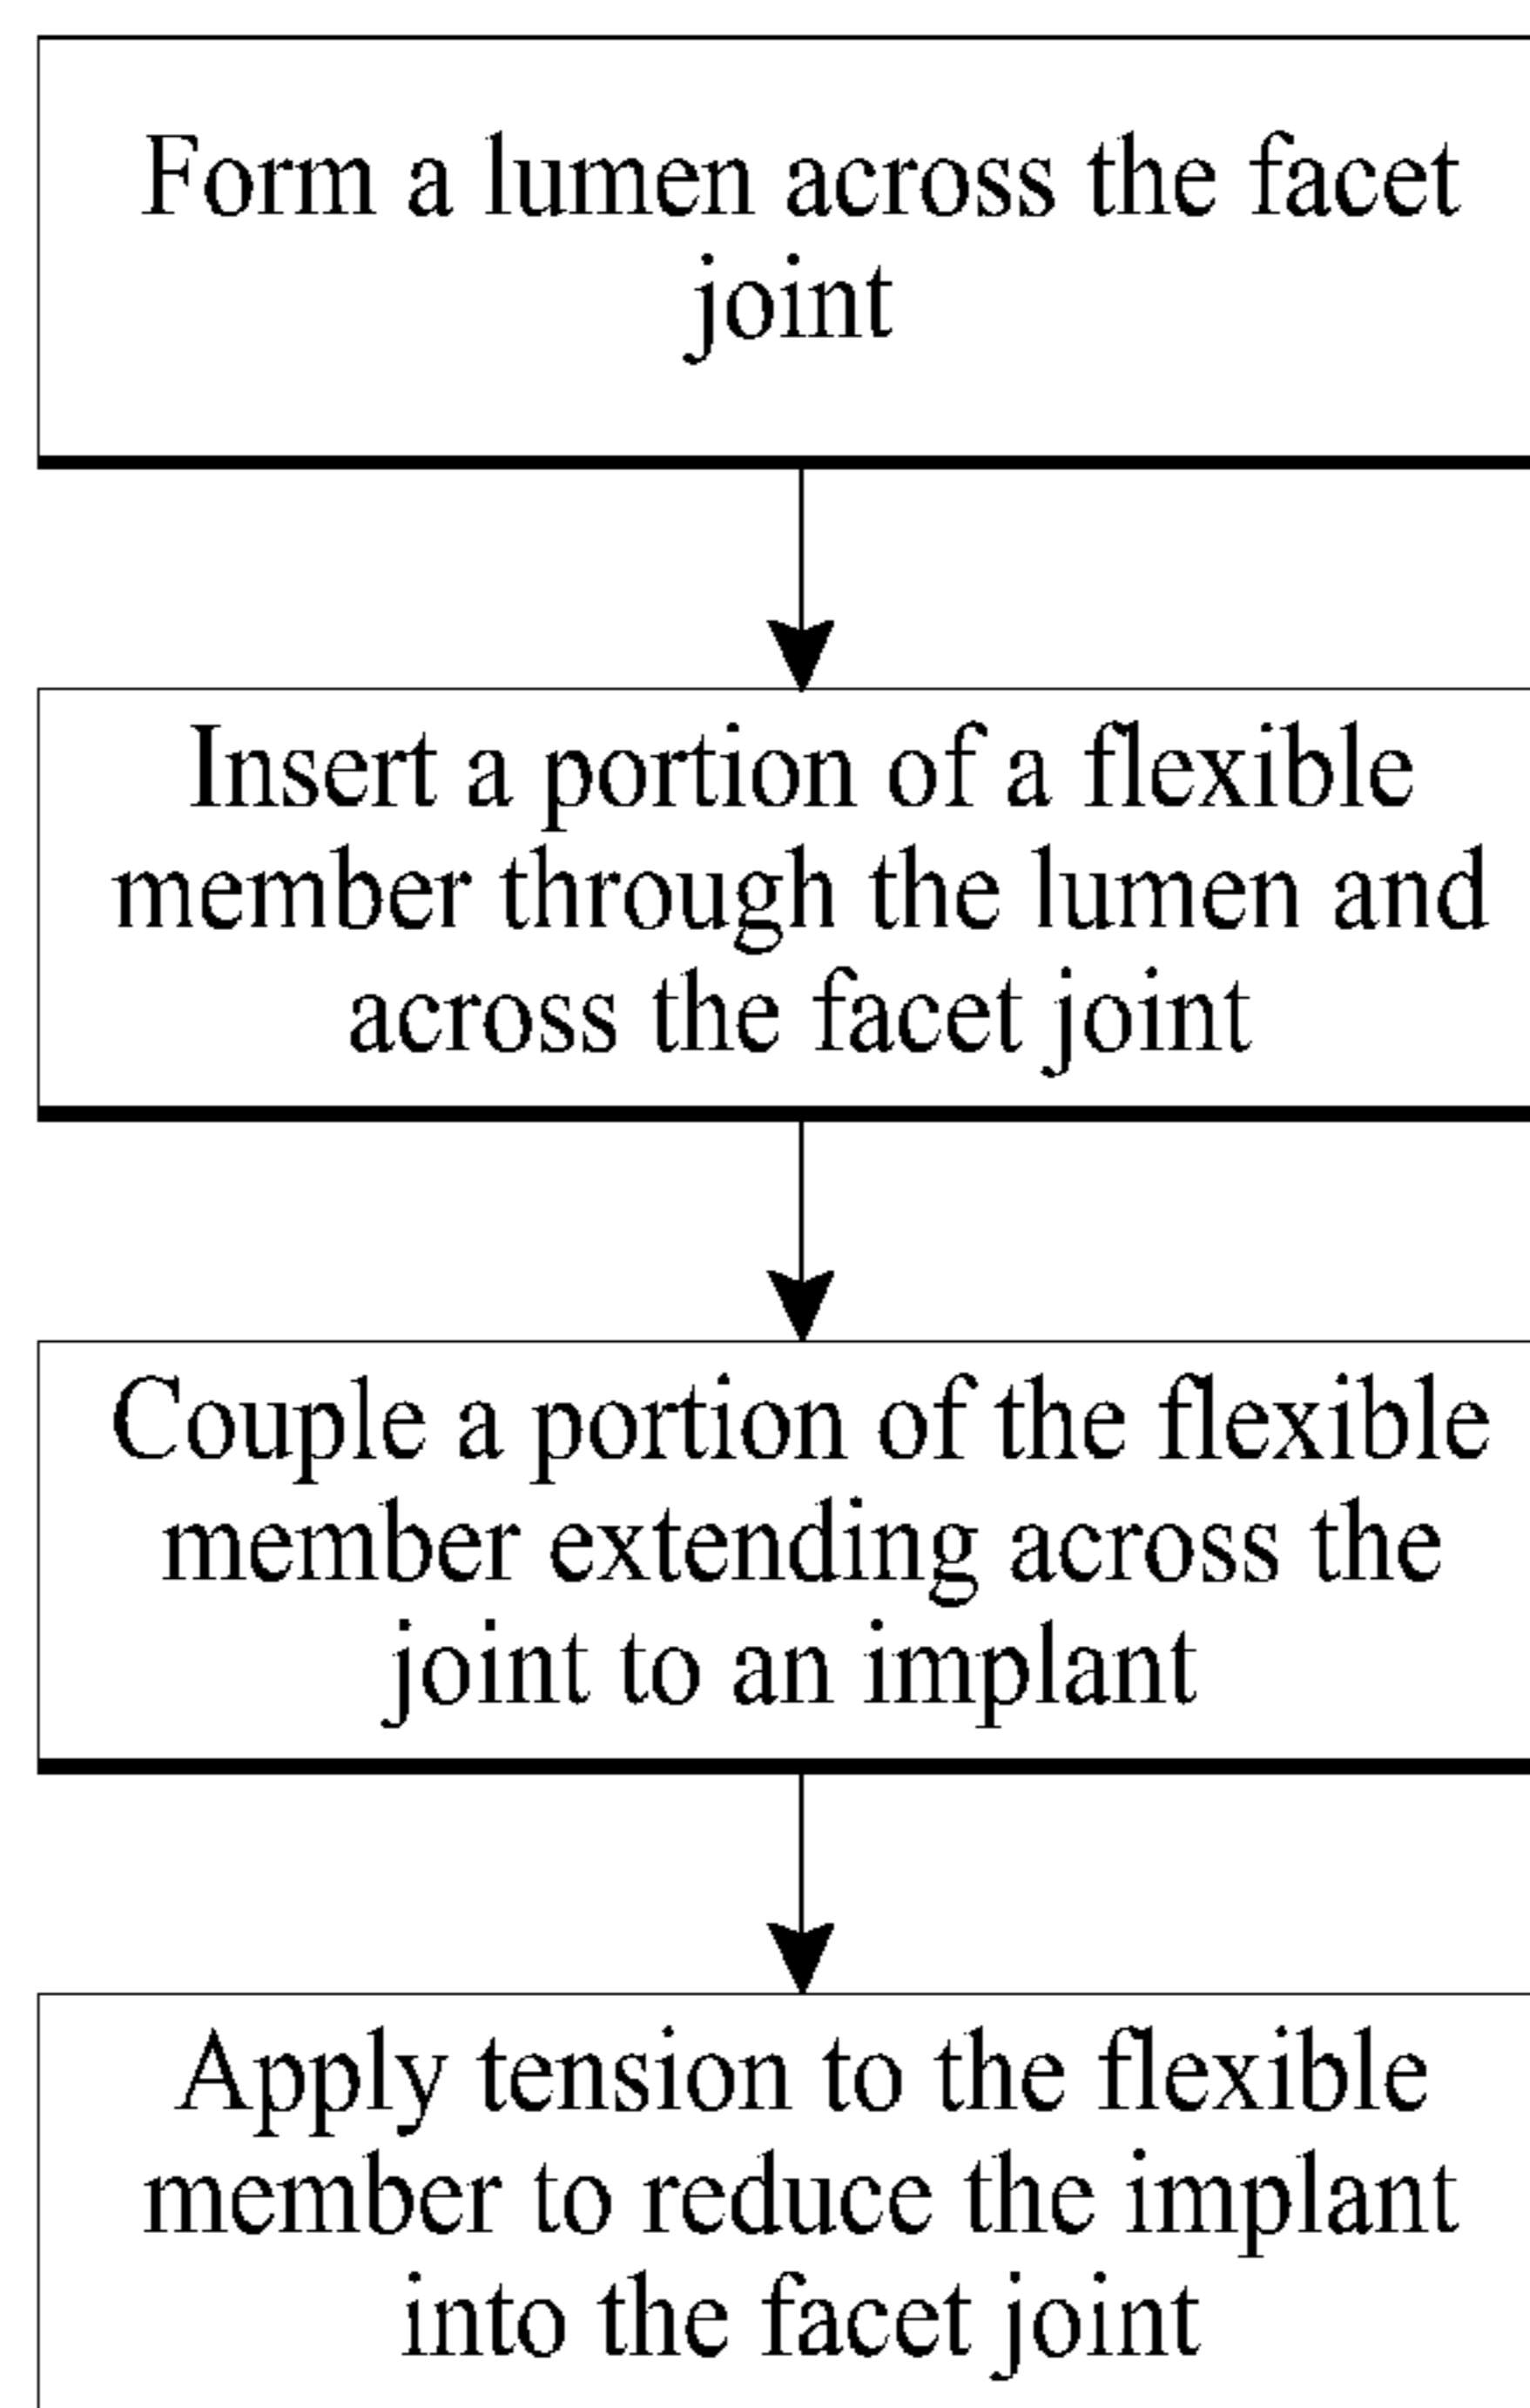 Form a lumen across the facet
joint
Insert a portion of a flexible
member through the lumen and
across the facet joint
Couple a portion of the flexible
member extending across the
joint to an implant
Apply tension to the flexible
member to reduce the implant
into the facet joint